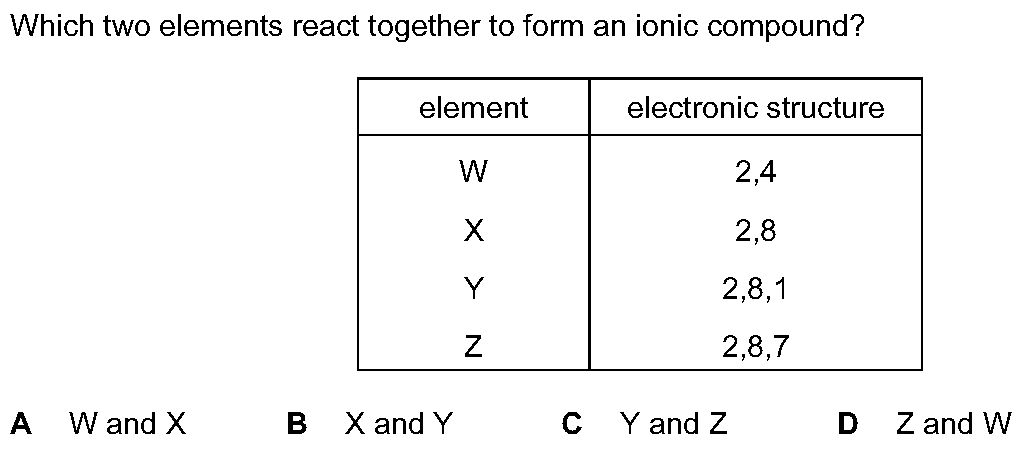 Which two elements react together to form an ionic compound?
element electronic structure
W 2,4
X 2,8
Y 2,8,1
Z 2,8,7
A W and X B X and Y C Y and Z D Z and W